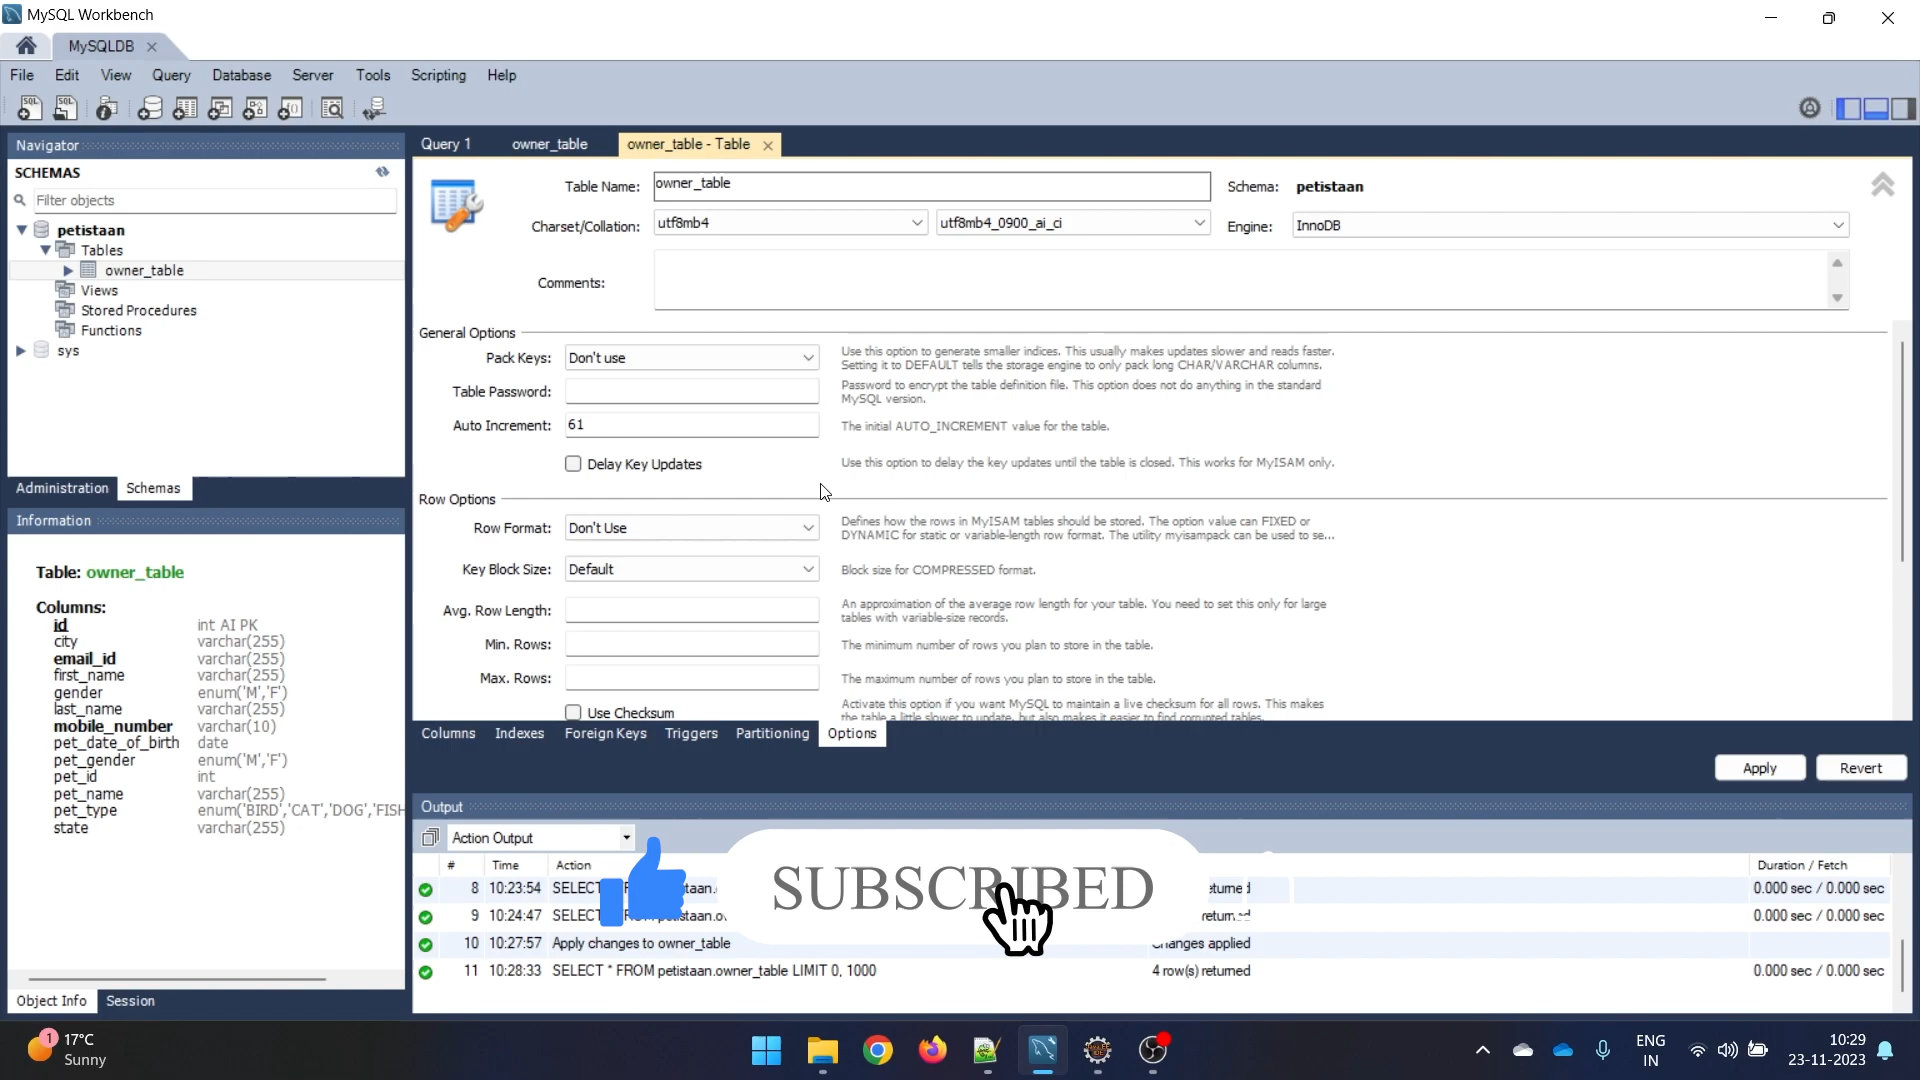 MySQL Workbench
MySQLDB
File Edit View Query Database Server Tools Scripting Help
Navigator
SCHEMAS
Filter objects
petistaan
Tables
owner_table
Views
Stored Procedures
Functions
sys
Administration Schemas
Information
Table: owner_table
Columns:
id int AI PK
city varchar(255)
email_id varchar(255)
first_name varchar(255)
gender enum('M','F')
last_name varchar(255)
mobile_number varchar(10)
pet_date_of_birth date
pet_gender enum('M','F')
pet_id int
pet_name varchar(255)
pet_type enum('BIRD','CAT','DOG','FISH
state varchar(255)
Object Info Session
Query 1 owner_table owner_table - Table
Table Name: owner_table Schema: petistaan
Charset/Collation: utf8mb4 utf8mb4_0900_ai_ci Engine: InnoDB
Comments:
General Options
Pack Keys: Don't use Use this option to generate smaller indices. This usually makes updates slower and reads faster.
Setting it to DEFAULT tells the storage engine to only pack long CHAR/VARCHAR columns.
Table Password: Password to encrypt the table definition file. This option does not do anything in the standard
MySQL version.
Auto Increment: 61 The initial AUTO_INCREMENT value for the table.
Delay Key Updates Use this option to delay the key updates until the table is closed. This works for MyISAM only.
Row Options
Row Format: Don't Use Defines how the rows in MyISAM tables should be stored. The option value can FIXED or
DYNAMIC for static or variable-length row format. The utility myisampack can be used to se...
Key Block Size: Default Block size for COMPRESSED format.
Avg. Row Length: An approximation of the average row length for your table. You need to set this only for large
tables with variable-size records.
Min. Rows: The minimum number of rows you plan to store in the table.
Max. Rows: The maximum number of rows you plan to store in the table.
Use Checksum Activate this option if you want MySQL to maintain a live checksum for all rows. This makes
the table a little slower to update, but also makes it easier to find corrupted tables.
Columns Indexes Foreign Keys Triggers Partitioning Options
Apply Revert
Output
Action Output
# Time Action Duration / Fetch
8 10:23:54 0.000 sec / 0.000 sec
9 10:24:47 0.000 sec / 0.000 sec
10 10:27:57 Apply changes to owner_table Changes applied
11 10:28:33 SELECT * FROM petistaan.owner_table LIMIT 0, 1000 4 row(s) returned 0.000 sec / 0.000 sec
SUBSCRIBED
1 17°C
Sunny
ENG
IN
10:29
23-11-2023